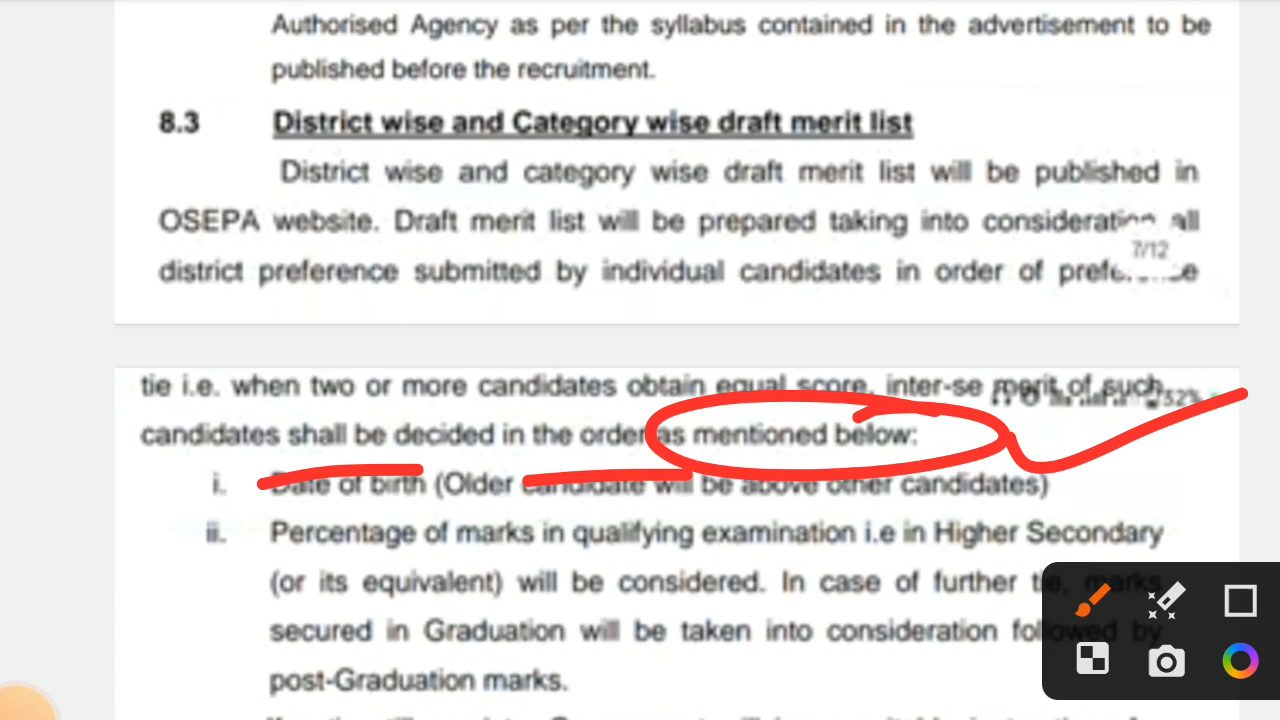 Authorised Agency as per the syllabus contained in the advertisement to be
published before the recruitment.
8.3 District wise and Category wise draft merit list
District wise and category wise draft merit list will be published in
OSEPA website. Draft merit list will be prepared taking into consideration all
7/12
district preference submitted by individual candidates in order of preference
tie i.e. when two or more candidates obtain equal score, inter-se merit of such
52%
candidates shall be decided in the order as mentioned below:
i. Date of birth (Older candidate will be above other candidates)
ii. Percentage of marks in qualifying examination i.e in Higher Secondary
(or its equivalent) will be considered. In case of further tie, marks
secured in Graduation will be taken into consideration followed by
post-Graduation marks.